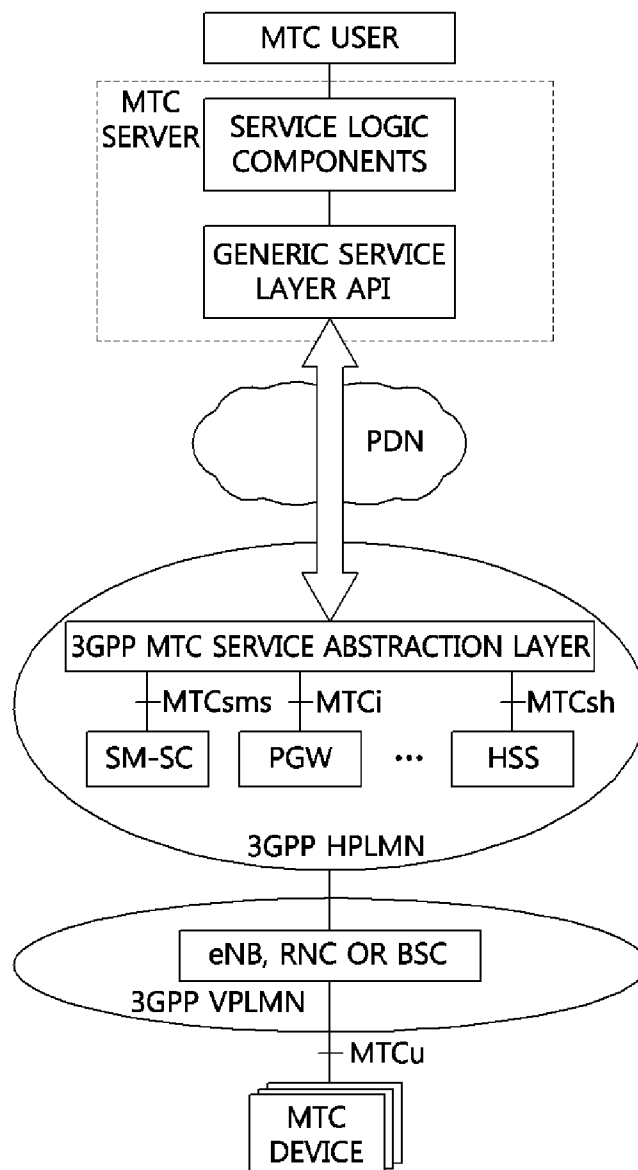 MTC USER
MTC
SERVER
SERVICE LOGIC
COMPONENTS
GENERIC SERVICE
LAYER API
PDN
3GPP MTC SERVICE ABSTRACTION LAYER
MTCsms
MTCi
MTCsh
SM-SC
PGW
...
HSS
3GPP HPLMN
eNB, RNC OR BSC
3GPP VPLMN
MTCu
MTC
DEVICE